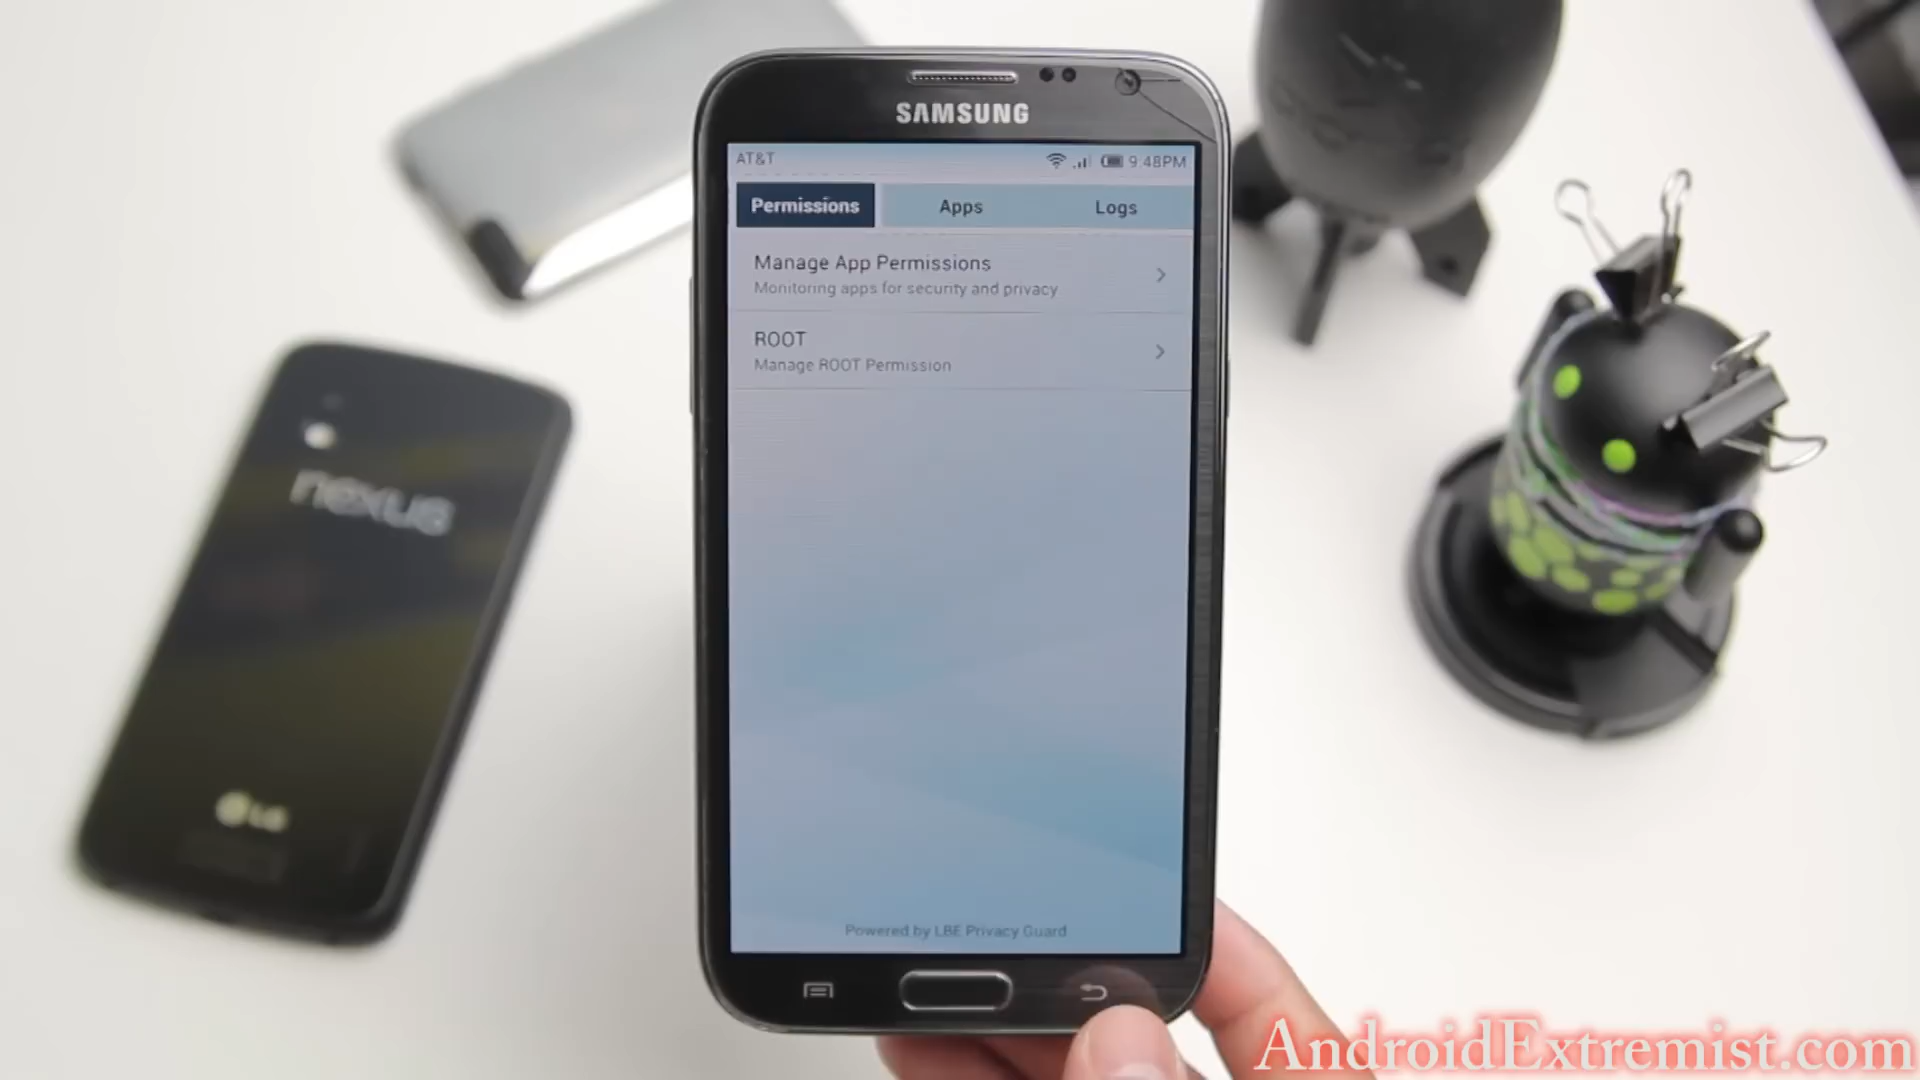 SAMSUNG
AT&T 9:48PM
Permissions Apps Logs
Manage App Permissions
Monitoring apps for security and privacy
ROOT
Manage ROOT Permission
Powered by LBE Privacy Guard
nexus
LG
AndroidExtremist.com